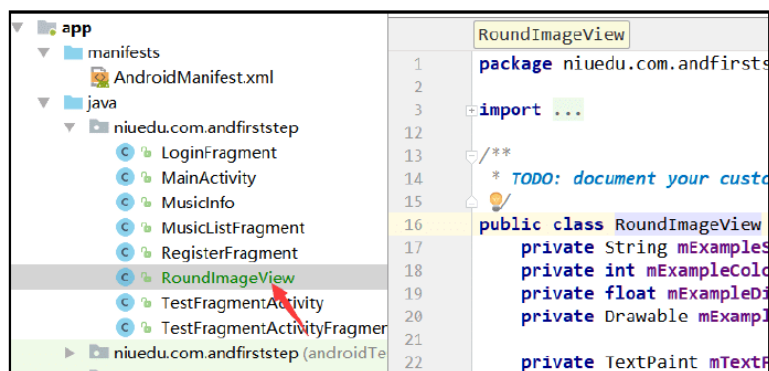 app
manifests
AndroidManifest.xml
java
niuedu.com.andfirststep
LoginFragment
MainActivity
MusicInfo
MusicListFragment
RegisterFragment
RoundImageView
TestFragmentActivity
TestFragmentActivityFragmer
niuedu.com.andfirststep (androidTe
RoundImageView
1 package niuedu.com.andfirsts
2
3 import ...
12
13 /**
14 * TODO: document your custo
15 */
16 public class RoundImageView
17 private String mExampleS
18 private int mExampleColo
19 private float mExampleDi
20 private Drawable mExampl
21
22 private TextPaint mTextF